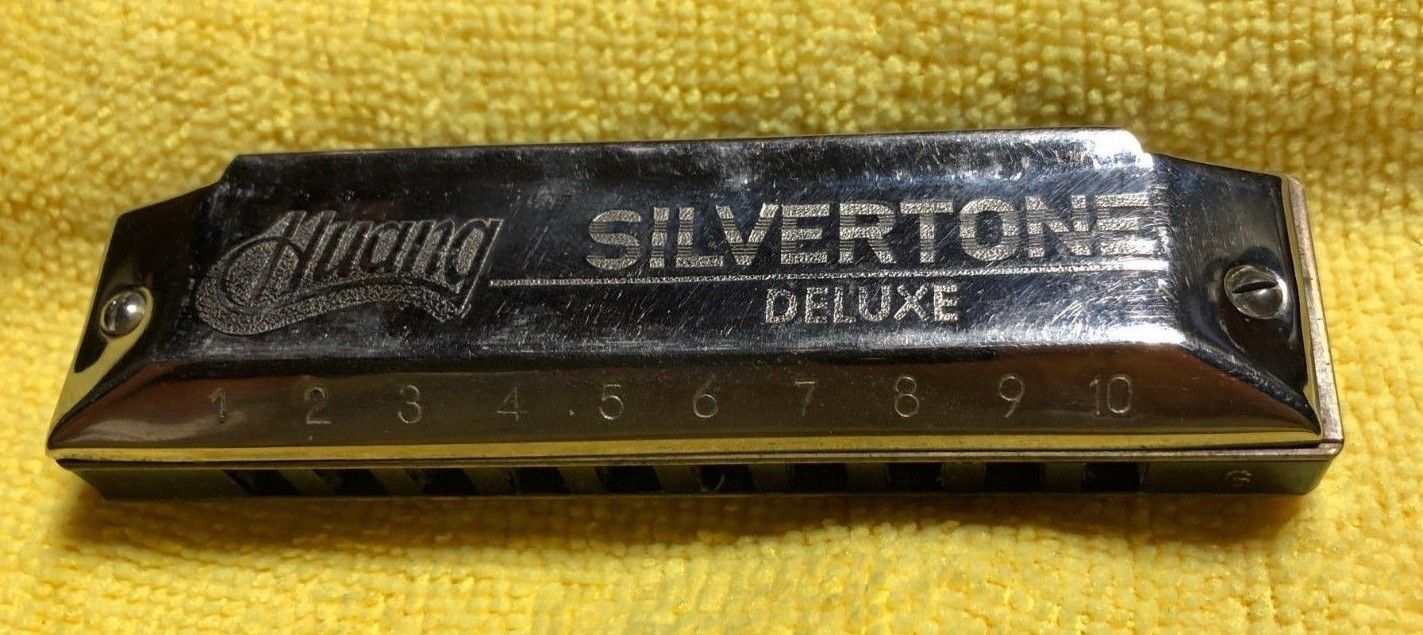 Huang SILVERTONE
DELUXE
1 2 3 4 5 6 7 8 9 10
G